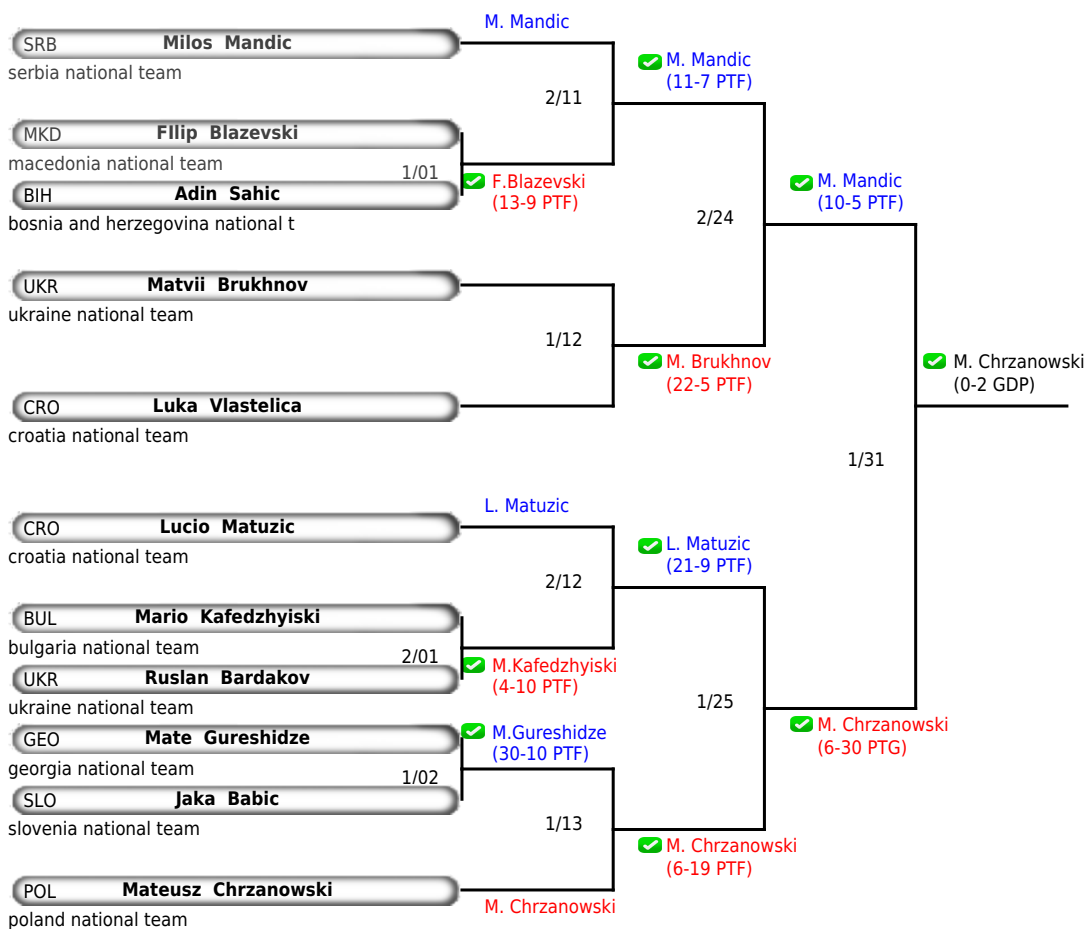 M. Mandic
SRB Milos Mandic
serbia national team
M. Mandic
(11-7 PTF)
2/11
MKD FIlip Blazevski
macedonia national team
1/01
F.Blazevski
(13-9 PTF)
BIH Adin Sahic
bosnia and herzegovina national t
M. Mandic
(10-5 PTF)
2/24
UKR Matvii Brukhnov
ukraine national team
1/12
M. Brukhnov
(22-5 PTF)
M. Chrzanowski
(0-2 GDP)
CRO Luka Vlastelica
croatia national team
1/31
L. Matuzic
CRO Lucio Matuzic
croatia national team
L. Matuzic
(21-9 PTF)
2/12
BUL Mario Kafedzhyiski
bulgaria national team
2/01
M.Kafedzhyiski
(4-10 PTF)
UKR Ruslan Bardakov
ukraine national team
1/25
M. Chrzanowski
(6-30 PTG)
GEO Mate Gureshidze
georgia national team
M.Gureshidze
(30-10 PTF)
1/02
SLO Jaka Babic
slovenia national team
1/13
M. Chrzanowski
(6-19 PTF)
POL Mateusz Chrzanowski
M. Chrzanowski
poland national team